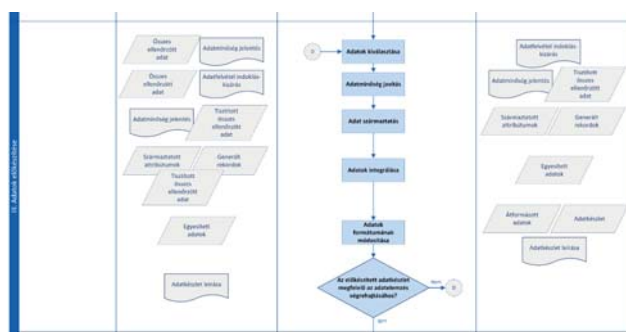 III. Adatok előkészítése
Összes
ellenőrzött
adat
Adatminőség jelentés
Összes
ellenőrzött
adat
Adatfelvétel indoklás
kizárás
Adatminőség jelentés
Tisztított
összes
ellenőrzött
adat
Származtatott
attribútumok
Generált
rekordok
Tisztított
összes
ellenőrzött
adat
Egyesített
adatok
Adatkészlet leírása
Adatok kiválasztása
Adatminőség javítás
Adat származtatás
Adatok integrálása
Adatok
formátumának
módosítása
Az előkészített adatkészlet
megfelelő az adatelemzés
végrehajtásához?
Nem
Igen
Adatfelvétel indoklás
kizárás
Adatminőség jelentés
Tisztított
összes
ellenőrzött
adat
Származtatott
attribútumok
Generált
rekordok
Egyesített
adatok
Átformázott
adatok
Adatkészlet
Adatkészlet leírása